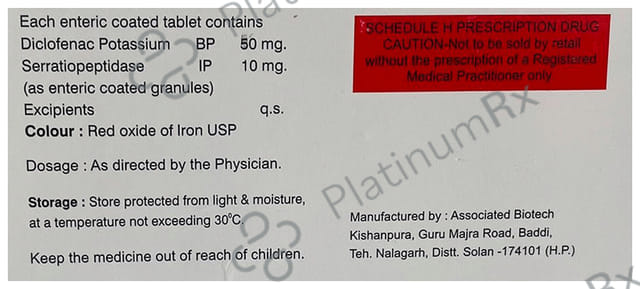 Each enteric coated tablet contains
Diclofenac Potassium BP 50 mg.
Serratiopeptidase IP 10 mg.
(as enteric coated granules)
Excipients q.s.
Colour : Red oxide of Iron USP
Dosage : As directed by the Physician.
Storage : Store protected from light & moisture,
at a temperature not exceeding 30°C.
Keep the medicine out of reach of children.
SCHEDULE H PRESCRIPTION DRUG
CAUTION-Not to be sold by retail
without the prescription of a Registered
Medical Practitioner only
Manufactured by : Associated Biotech
Kishanpura, Guru Majra Road, Baddi,
Teh. Nalagarh, Distt. Solan -174101 (H.P.)
PlatinumRx